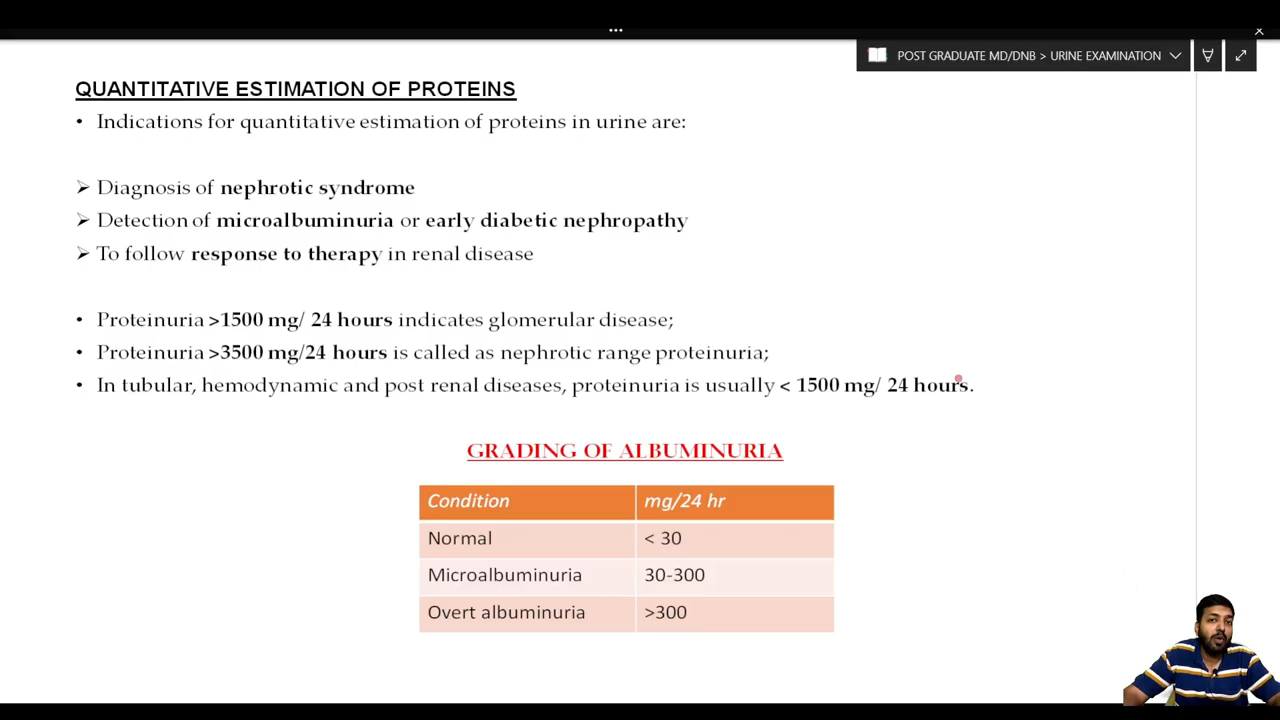 POST GRADUATE MD/DNB > URINE EXAMINATION
QUANTITATIVE ESTIMATION OF PROTEINS
• Indications for quantitative estimation of proteins in urine are:
➢ Diagnosis of nephrotic syndrome
➢ Detection of microalbuminuria or early diabetic nephropathy
➢ To follow response to therapy in renal disease
• Proteinuria >1500 mg/ 24 hours indicates glomerular disease;
• Proteinuria >3500 mg/24 hours is called as nephrotic range proteinuria;
• In tubular, hemodynamic and post renal diseases, proteinuria is usually < 1500 mg/ 24 hours.
GRADING OF ALBUMINURIA
Condition mg/24 hr
Normal < 30
Microalbuminuria 30-300
Overt albuminuria >300